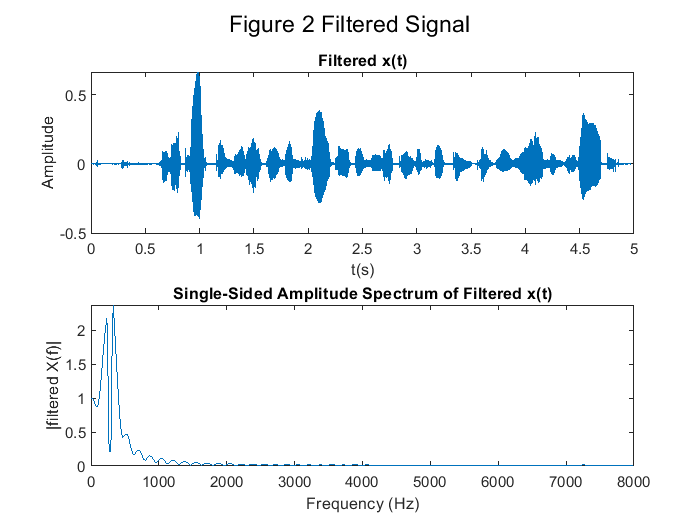 Figure 2 Filtered Signal
Filtered x(t)
Amplitude
0.5
0
-0.5
0 0.5 1 1.5 2 2.5 3 3.5 4 4.5 5
t(s)
Single-Sided Amplitude Spectrum of Filtered x(t)
|filtered X(f)|
2
1.5
1
0.5
0
0 1000 2000 3000 4000 5000 6000 7000 8000
Frequency (Hz)